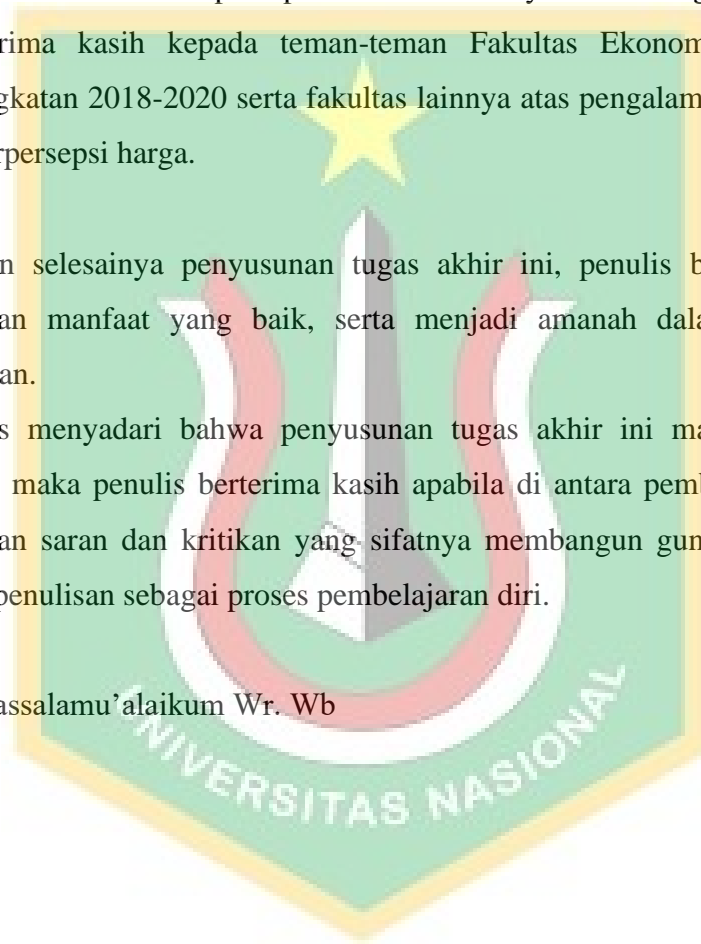 rima kasih kepada teman-teman Fakultas Ekonom
gkatan 2018-2020 serta fakultas lainnya atas pengalam
rpersepsi harga.
n selesainya penyusunan tugas akhir ini, penulis b
an manfaat yang baik, serta menjadi amanah dala
an.
s menyadari bahwa penyusunan tugas akhir ini ma
maka penulis berterima kasih apabila di antara pemb
an saran dan kritikan yang sifatnya membangun gun
penulisan sebagai proses pembelajaran diri.
assalamu’alaikum Wr. Wb
UNIVERSITAS NASIONAL